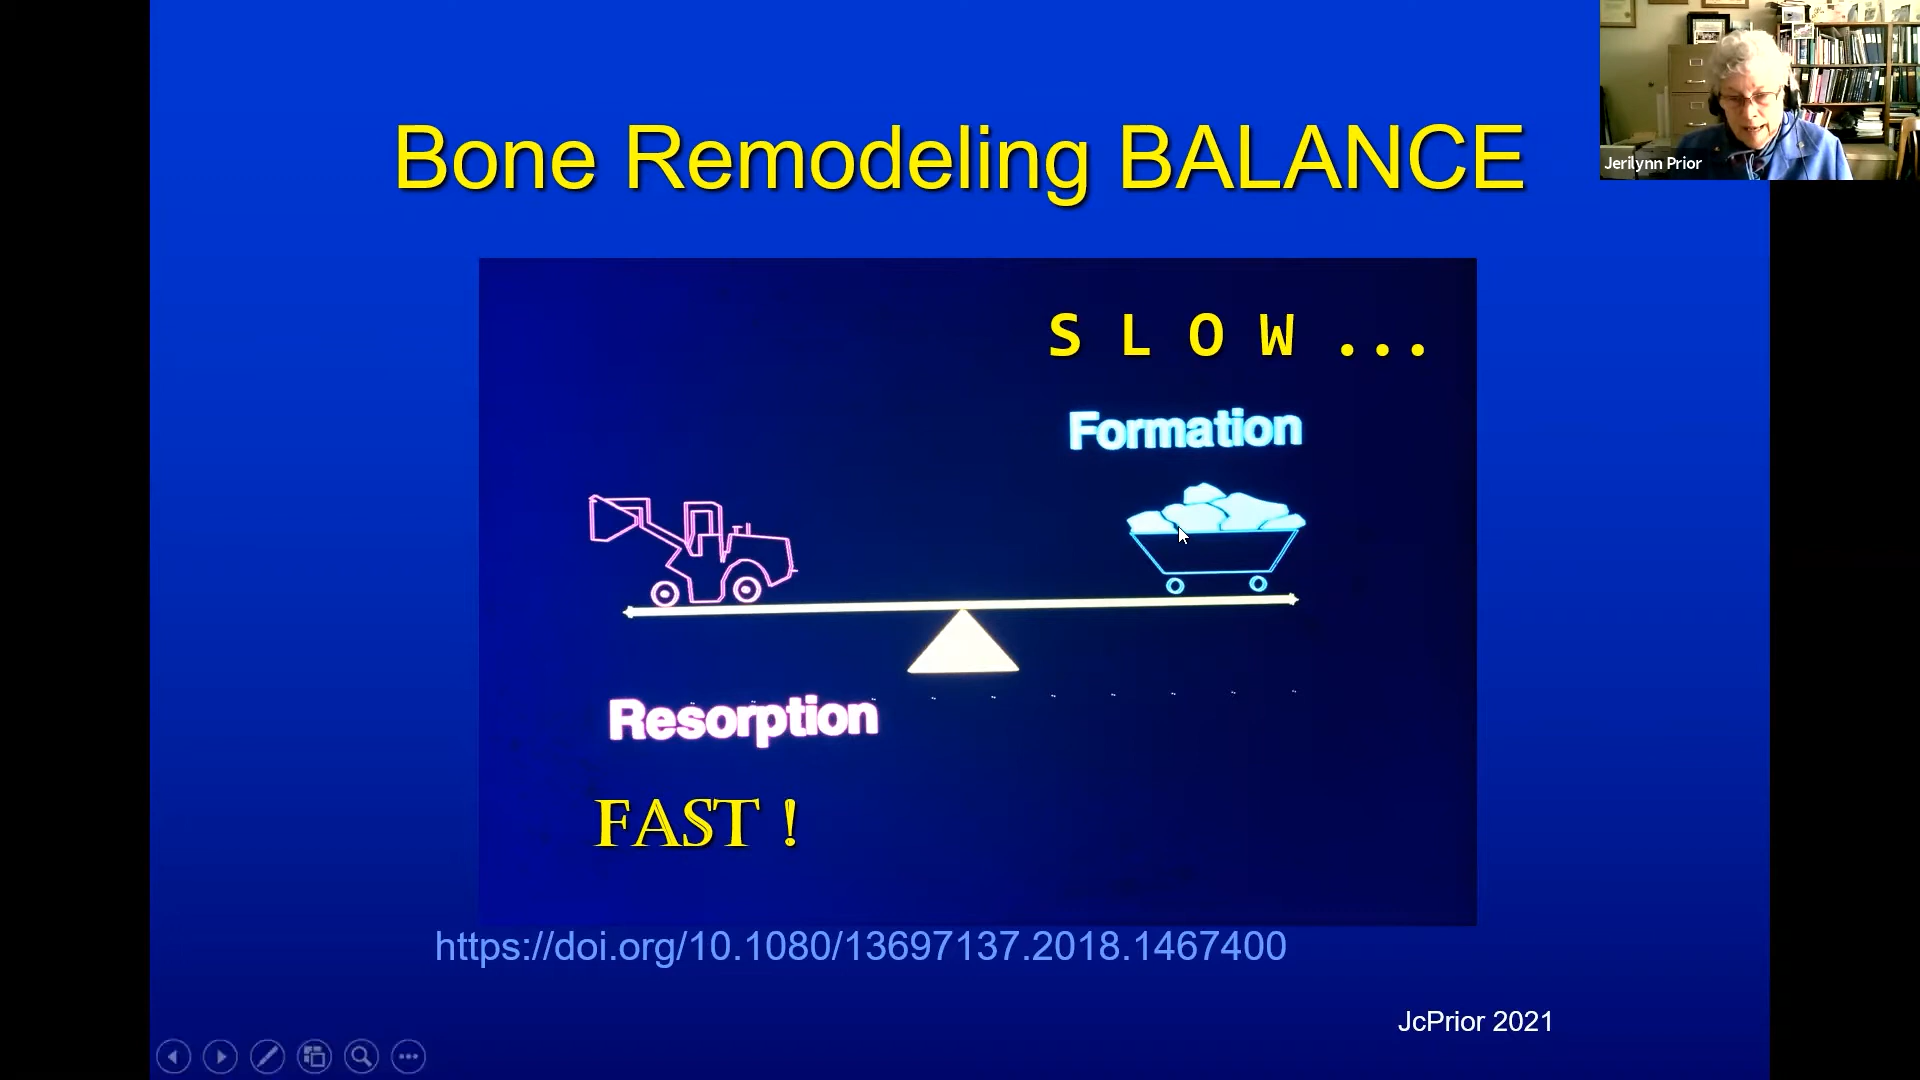 Bone Remodeling BALANCE
Jerilynn Prior
S L O W ...
Formation
Resorption
FAST !
https://doi.org/10.1080/13697137.2018.1467400
JcPrior 2021